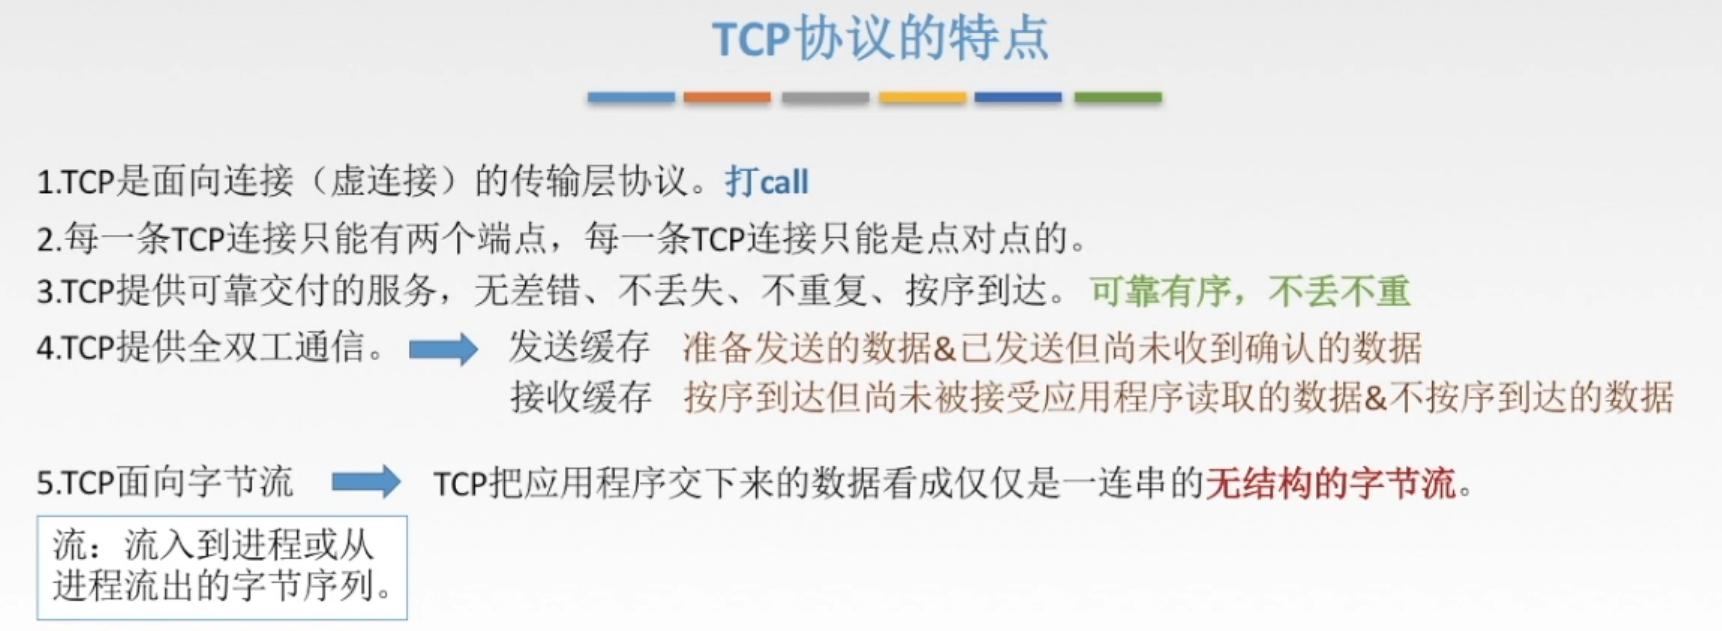 TCP协议的特点
1.TCP是面向连接（虚连接）的传输层协议。打call
2.每一条TCP连接只能有两个端点，每一条TCP连接只能是点对点的。
3.TCP提供可靠交付的服务，无差错、不丢失、不重复、按序到达。 可靠有序，不丢不重
4.TCP提供全双工通信。 发送缓存 准备发送的数据&已发送但尚未收到确认的数据
接收缓存 按序到达但尚未被接受应用程序读取的数据&不按序到达的数据
5.TCP面向字节流 TCP把应用程序交下来的数据看成仅仅是一连串的无结构的字节流。
流：流入到进程或从
进程流出的字节序列。